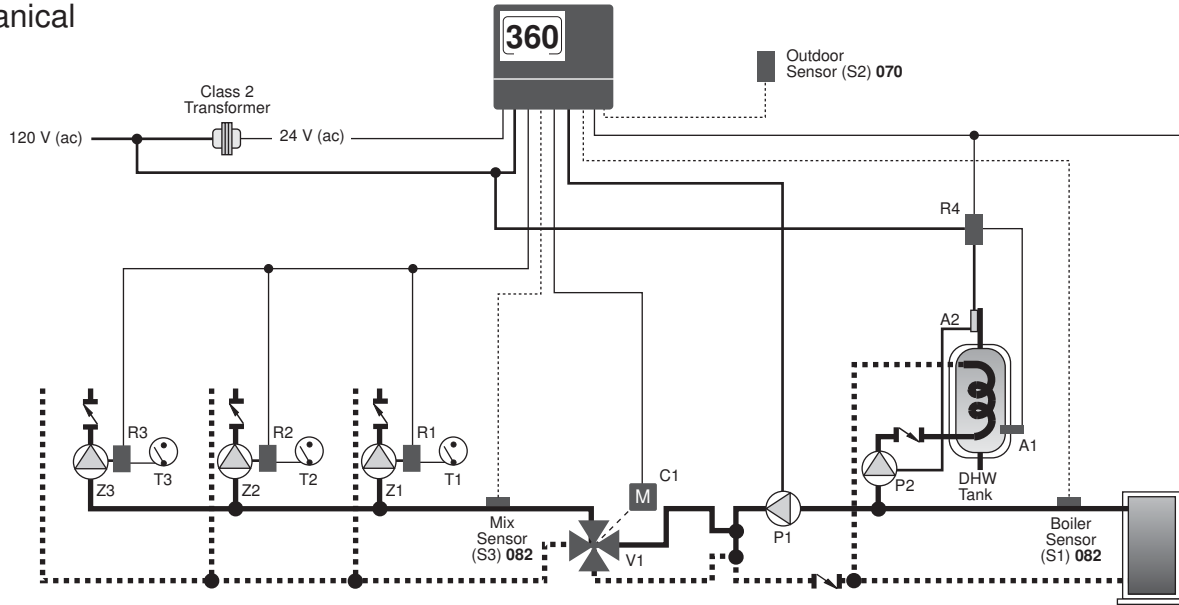 anical
360
Outdoor
Sensor (S2) 070
Class 2
Transformer
120 V (ac)
24 V (ac)
R4
A2
A1
R3
R2
R1
T3
T2
T1
Z3
Z2
Z1
C1
M
P2
DHW
Tank
Mix
Sensor
(S3) 082
V1
P1
Boiler
Sensor
(S1) 082